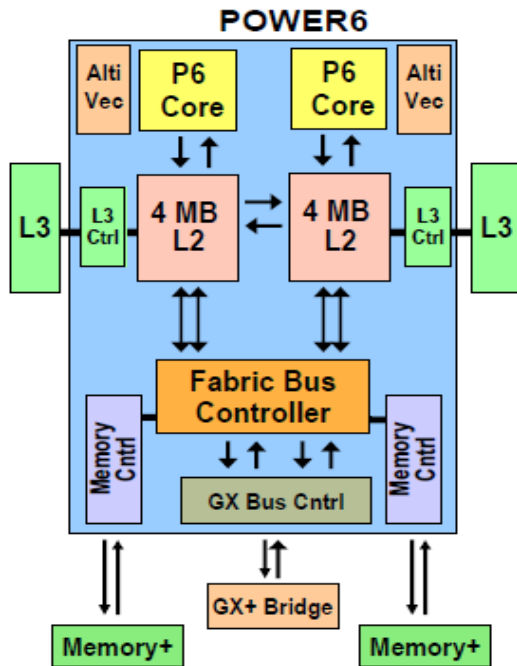 POWER6
Alti
Vec
P6
Core
P6
Core
Alti
Vec
L3
L3
Ctrl
4 MB
L2
4 MB
L2
L3
Ctrl
L3
Fabric Bus
Controller
Memory
Cntrl
GX Bus Cntrl
Memory
Cntrl
GX+ Bridge
Memory+
Memory+